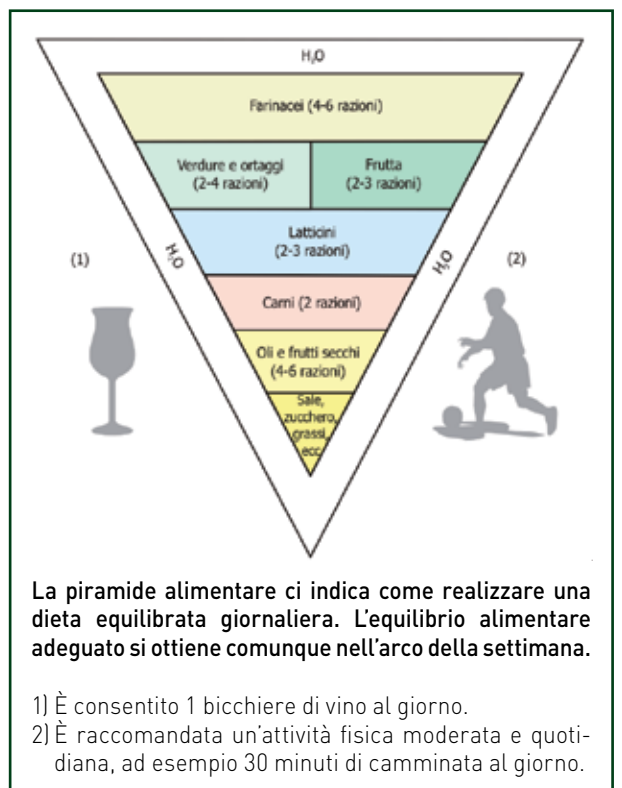 H₂O
Farinacei (4-6 razioni)
Verdure e ortaggi
(2-4 razioni)
Frutta
(2-3 razioni)
Latticini
(2-3 razioni)
H₂O
H₂O
(1)
(2)
Carni (2 razioni)
Oli e frutti secchi
(4-6 razioni)
Sale,
zucchero,
grassi,
ecc.
La piramide alimentare ci indica come realizzare una
dieta equilibrata giornaliera. L'equilibrio alimentare
adeguato si ottiene comunque nell'arco della settimana.
1) È consentito 1 bicchiere di vino al giorno.
2) È raccomandata un'attività fisica moderata e quoti-
diana, ad esempio 30 minuti di camminata al giorno.